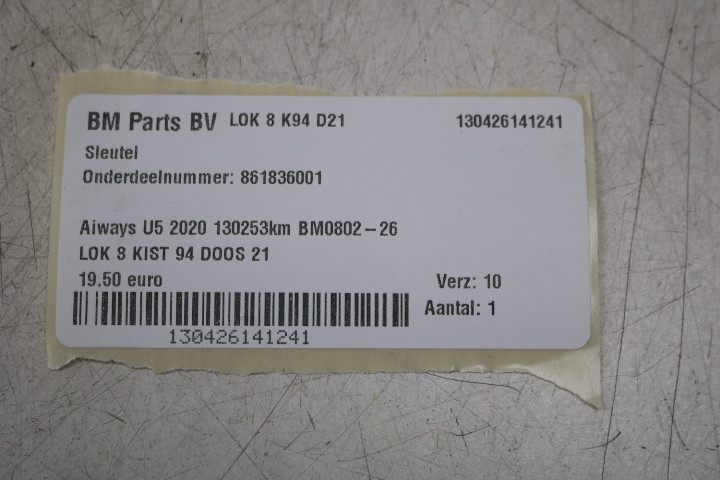 BM Parts BV LOK 8 K94 D21 130426141241
Sleutel
Onderdeelnummer: 861836001
Aiways U5 2020 130253km BM0802-26
LOK 8 KIST 94 DOOS 21
19.50 euro Verz: 10
Aantal: 1
130426141241